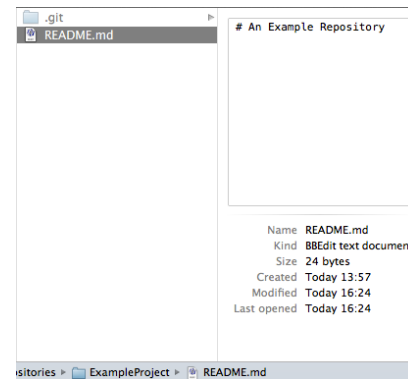 .git
README.md
# An Example Repository
Name README.md
Kind BBEdit text documen
Size 24 bytes
Created Today 13:57
Modified Today 16:24
Last opened Today 16:24
sitories ▸ ExampleProject ▸ README.md